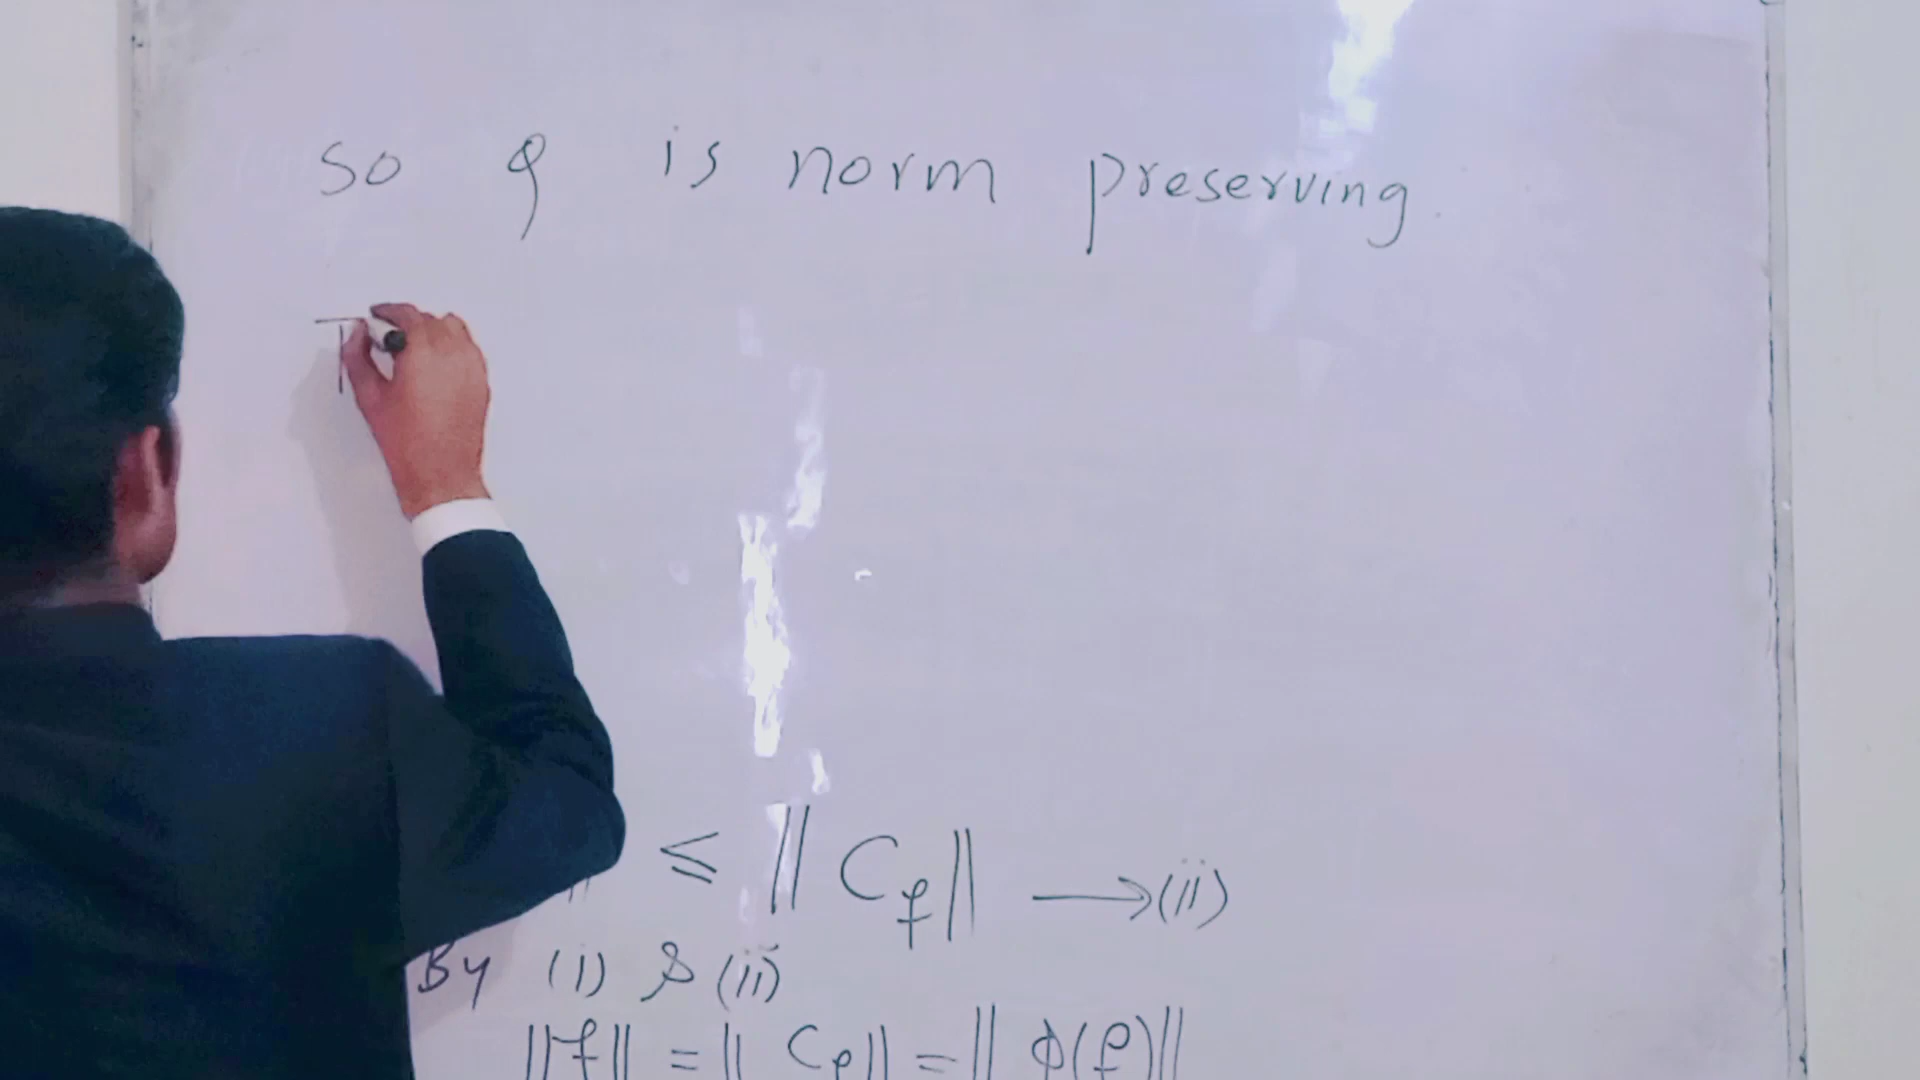 So φ is norm preserving.
T
≤ || C_f || ⟶ (ii)
By (i) & (ii)
||f|| = || C_f || = || φ(f) ||